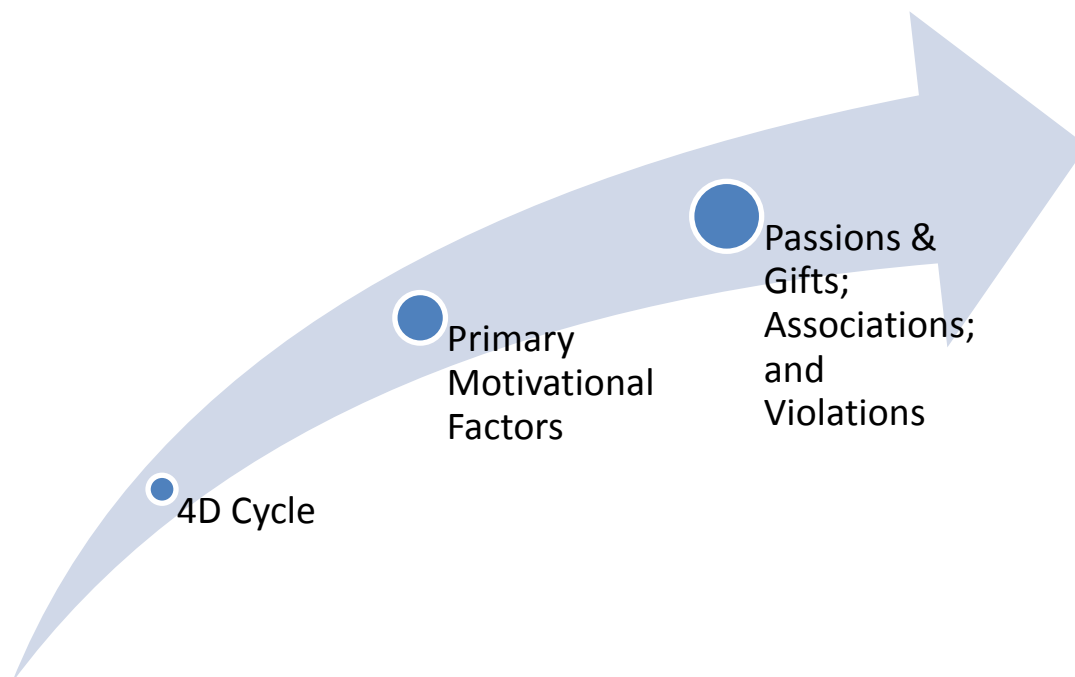 4D Cycle
Primary
Motivational
Factors
Passions &
Gifts;
Associations;
and
Violations